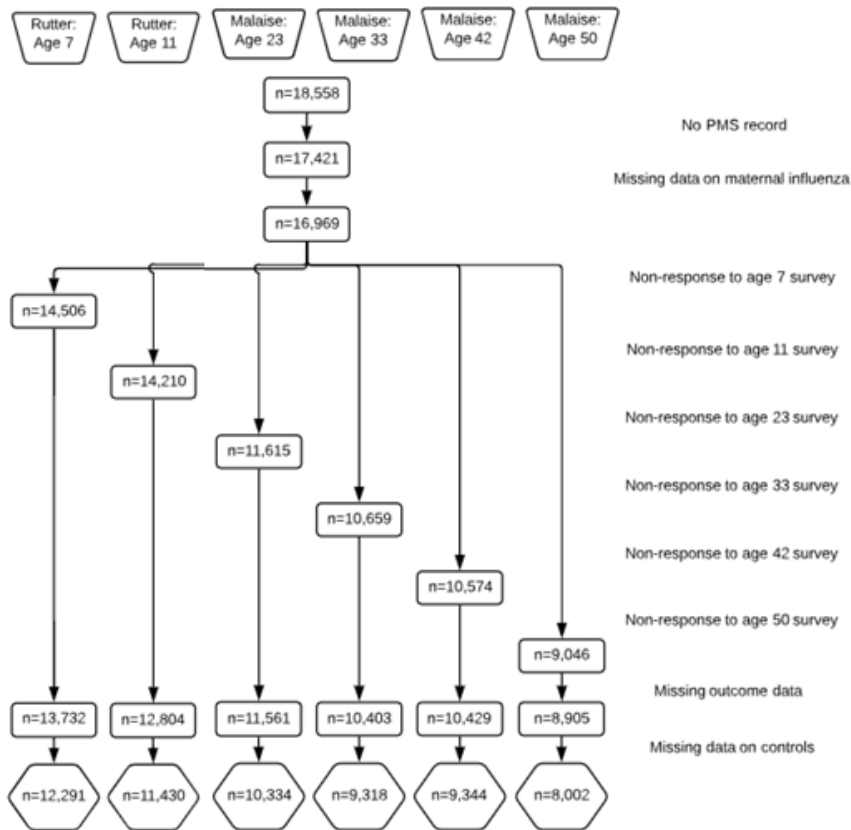 Rutter:
Age 7
Rutter:
Age 11
Malaise:
Age 23
Malaise:
Age 33
Malaise:
Age 42
Malaise:
Age 50
n=18,558
No PMS record
n=17,421
Missing data on maternal influenza
n=16,969
Non-response to age 7 survey
n=14,506
Non-response to age 11 survey
n=14,210
Non-response to age 23 survey
n=11,615
Non-response to age 33 survey
n=10,659
Non-response to age 42 survey
n=10,574
Non-response to age 50 survey
n=9,046
Missing outcome data
n=13,732
n=12,804
n=11,561
n=10,403
n=10,429
n=8,905
Missing data on controls
n=12,291
n=11,430
n=10,334
n=9,318
n=9,344
n=8,002